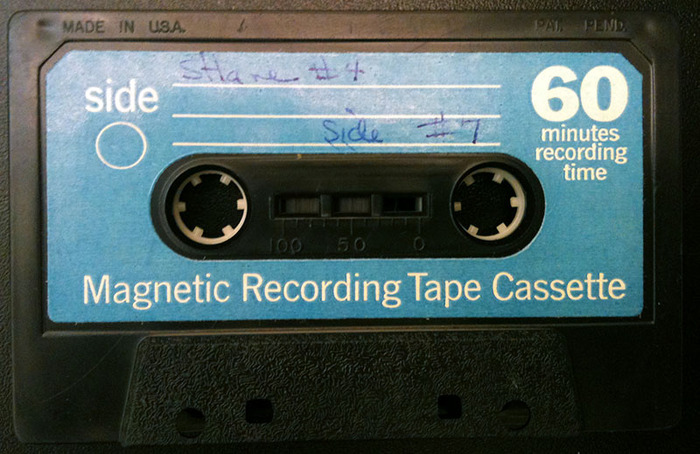 MADE IN U.S.A.
PAT. PEND.
side
#4
Side #7
60
minutes
recording
time
100 50 0
Magnetic Recording Tape Cassette